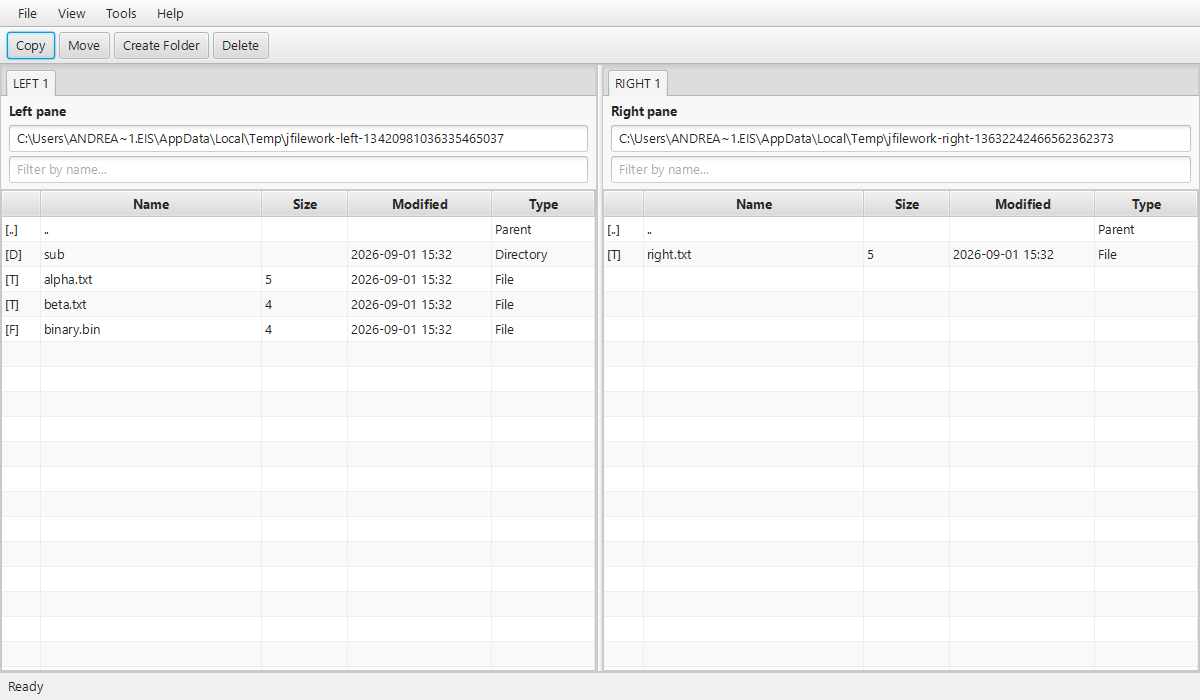 File View Tools Help
Copy Move Create Folder Delete
LEFT 1
Left pane
C:\Users\ANDREA~1.EIS\AppData\Local\Temp\jfilework-left-13420981036335465037
Filter by name...
Name Size Modified Type
[..] .. Parent
[D] sub 2026-09-01 15:32 Directory
[T] alpha.txt 5 2026-09-01 15:32 File
[T] beta.txt 4 2026-09-01 15:32 File
[F] binary.bin 4 2026-09-01 15:32 File
RIGHT 1
Right pane
C:\Users\ANDREA~1.EIS\AppData\Local\Temp\jfilework-right-13632242466562362373
Filter by name...
Name Size Modified Type
[..] .. Parent
[T] right.txt 5 2026-09-01 15:32 File
Ready